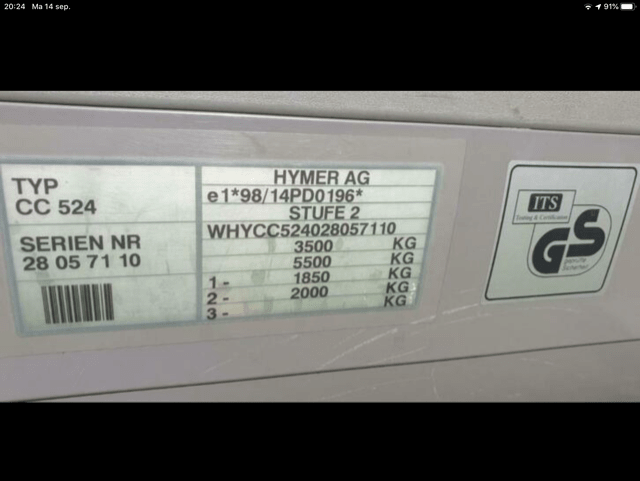 20:24 Ma 14 sep.
91%
TYP
CC 524
SERIEN NR
28 05 71 10
HYMER AG
e1*98/14PD0196*
STUFE 2
WHYCC524028057110
3500 KG
5500 KG
1- 1850 KG
2- 2000 KG
3- KG
ITS
Testing & Certification
GS
geprüfte
Sicherheit